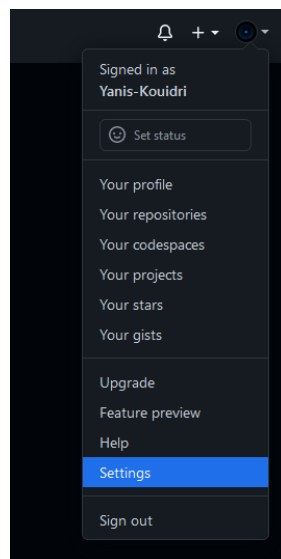 Signed in as
Yanis-Kouidri
Set status
Your profile
Your repositories
Your codespaces
Your projects
Your stars
Your gists
Upgrade
Feature preview
Help
Settings
Sign out